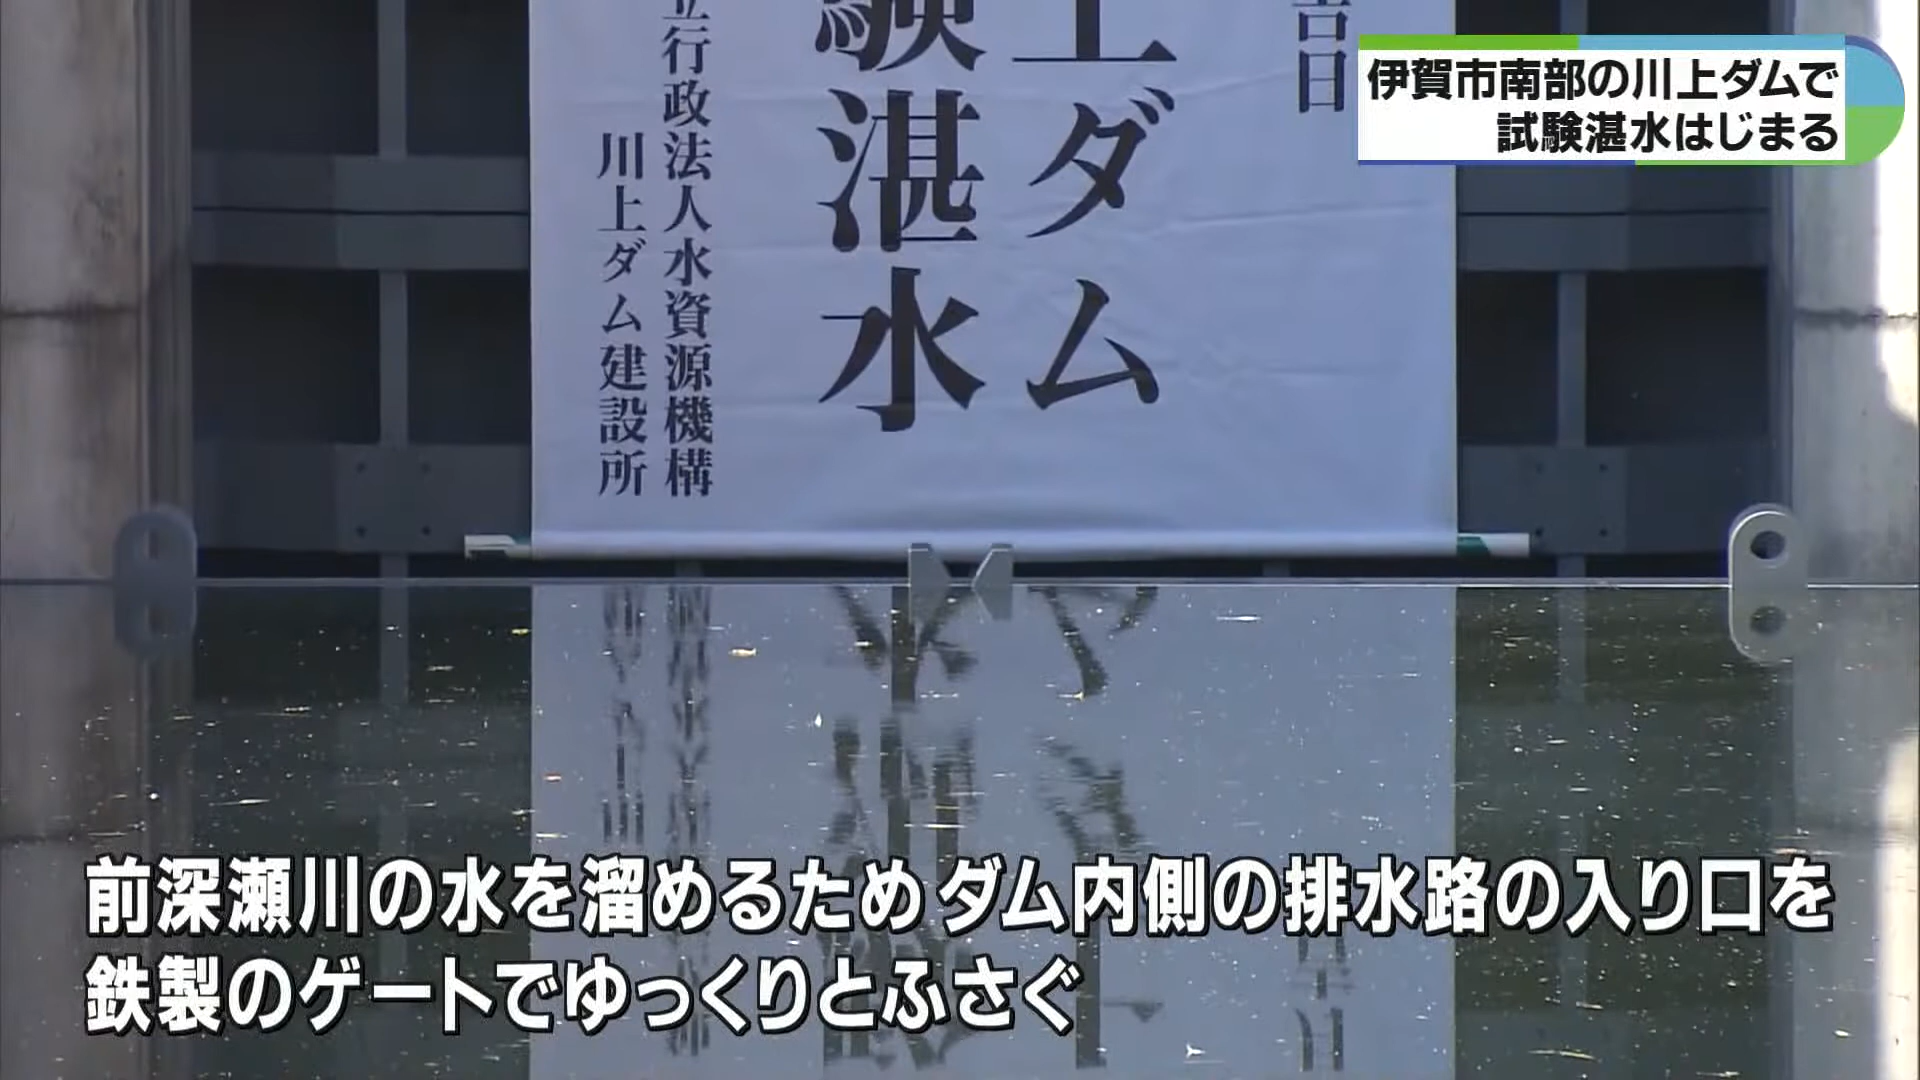 伊賀市南部の川上ダムで
試験湛水はじまる
吉日
上ダム
験湛水
立行政法人水資源機構
川上ダム建設所
前深瀬川の水を溜めるため ダム内側の排水路の入り口を
鉄製のゲートでゆっくりとふさぐ